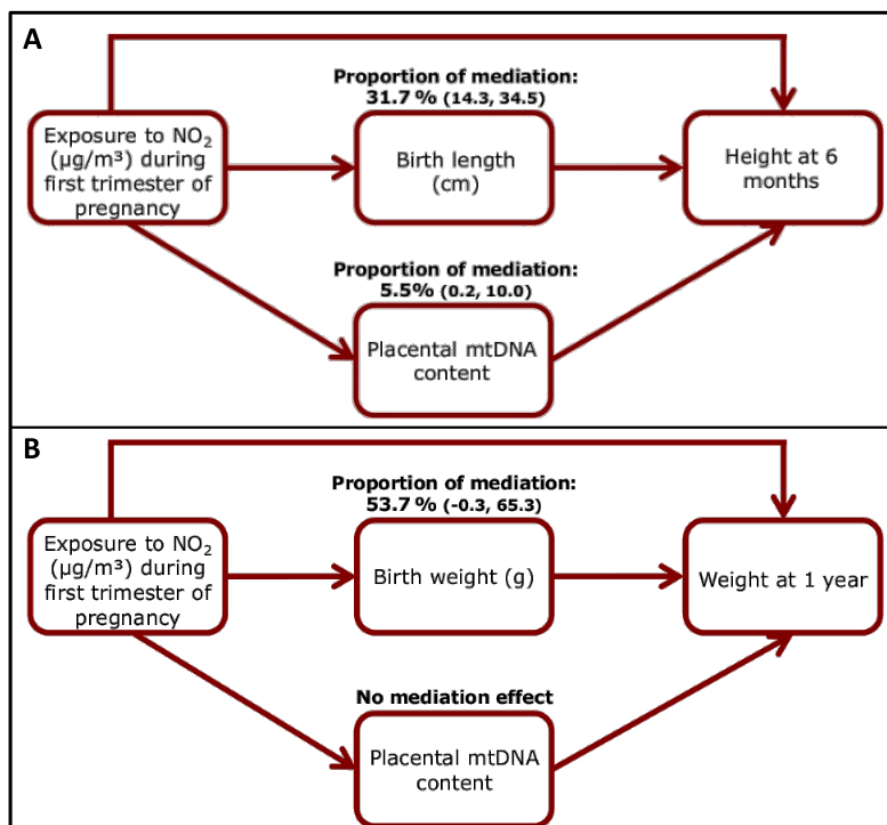 A
Proportion of mediation:
31.7 % (14.3, 34.5)
Exposure to NO₂
(µg/m³) during
first trimester of
pregnancy
Birth length
(cm)
Height at 6
months
Proportion of mediation:
5.5% (0.2, 10.0)
Placental mtDNA
content
B
Proportion of mediation:
53.7 % (-0.3, 65.3)
Exposure to NO₂
(µg/m³) during
first trimester of
pregnancy
Birth weight (g)
Weight at 1 year
No mediation effect
Placental mtDNA
content